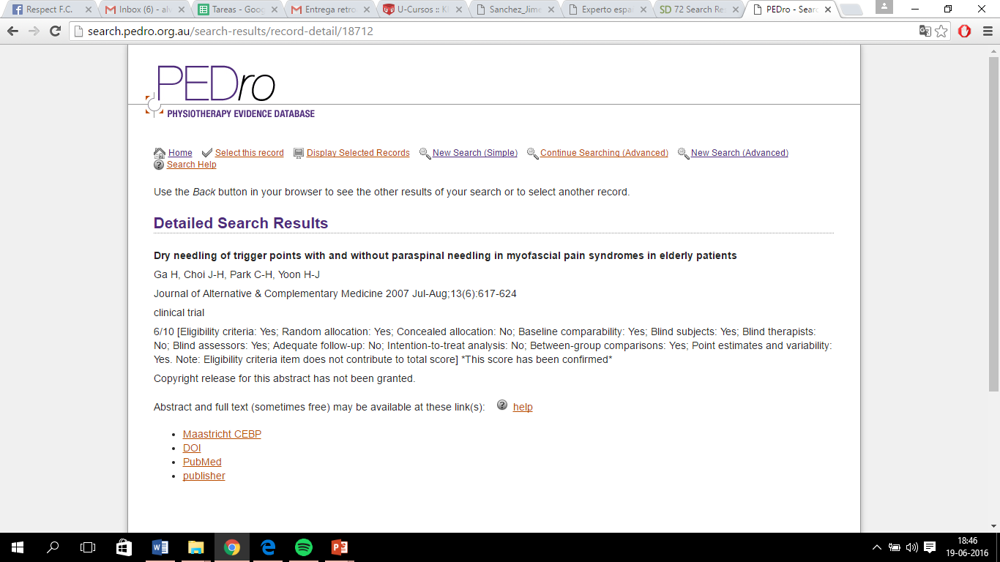 Respect F.C.
Inbox (6) - alv
Tareas - Goog
Entrega retro
U-Cursos :: Ki
Sanchez_Jime
Experto espa
72 Search Res
PEDro - Searc
search.pedro.org.au/search-results/record-detail/18712
PEDro
PHYSIOTHERAPY EVIDENCE DATABASE
Home Select this record Display Selected Records New Search (Simple) Continue Searching (Advanced) New Search (Advanced)
Search Help
Use the Back button in your browser to see the other results of your search or to select another record.
Detailed Search Results
Dry needling of trigger points with and without paraspinal needling in myofascial pain syndromes in elderly patients
Ga H, Choi J-H, Park C-H, Yoon H-J
Journal of Alternative & Complementary Medicine 2007 Jul-Aug;13(6):617-624
clinical trial
6/10 [Eligibility criteria: Yes; Random allocation: Yes; Concealed allocation: No; Baseline comparability: Yes; Blind subjects: Yes; Blind therapists:
No; Blind assessors: Yes; Adequate follow-up: No; Intention-to-treat analysis: No; Between-group comparisons: Yes; Point estimates and variability:
Yes. Note: Eligibility criteria item does not contribute to total score] *This score has been confirmed*
Copyright release for this abstract has not been granted.
Abstract and full text (sometimes free) may be available at these link(s): help
Maastricht CEBP
DOI
PubMed
publisher
18:46
19-06-2016